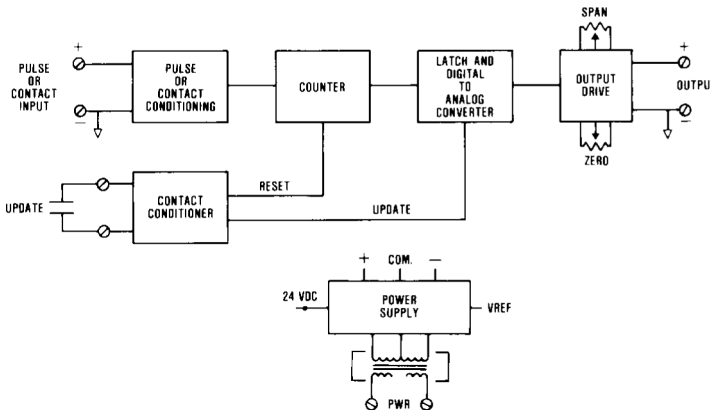 SPAN
+
PULSE
OR
CONTACT
INPUT
−
PULSE
OR
CONTACT
CONDITIONING
COUNTER
LATCH AND
DIGITAL
TO
ANALOG
CONVERTER
OUTPUT
DRIVE
+
OUTPU
−
ZERO
RESET
UPDATE
CONTACT
CONDITIONER
UPDATE
+ COM. −
24 VDC
POWER
SUPPLY
VREF
PWR